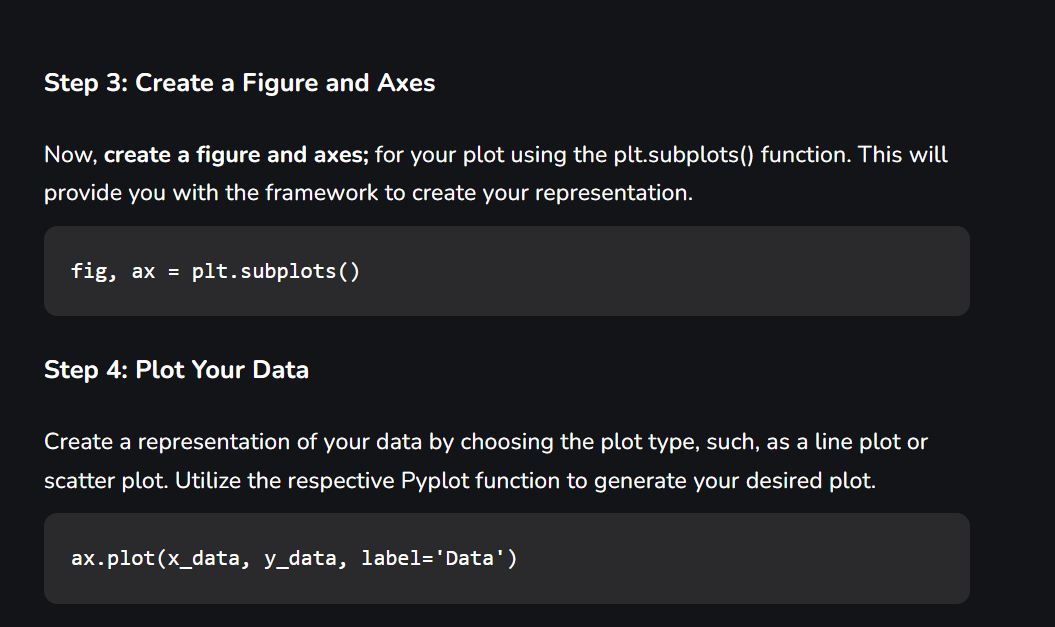 Step 3: Create a Figure and Axes
Now, create a figure and axes; for your plot using the plt.subplots() function. This will
provide you with the framework to create your representation.
fig, ax = plt.subplots()
Step 4: Plot Your Data
Create a representation of your data by choosing the plot type, such, as a line plot or
scatter plot. Utilize the respective Pyplot function to generate your desired plot.
ax.plot(x_data, y_data, label='Data')